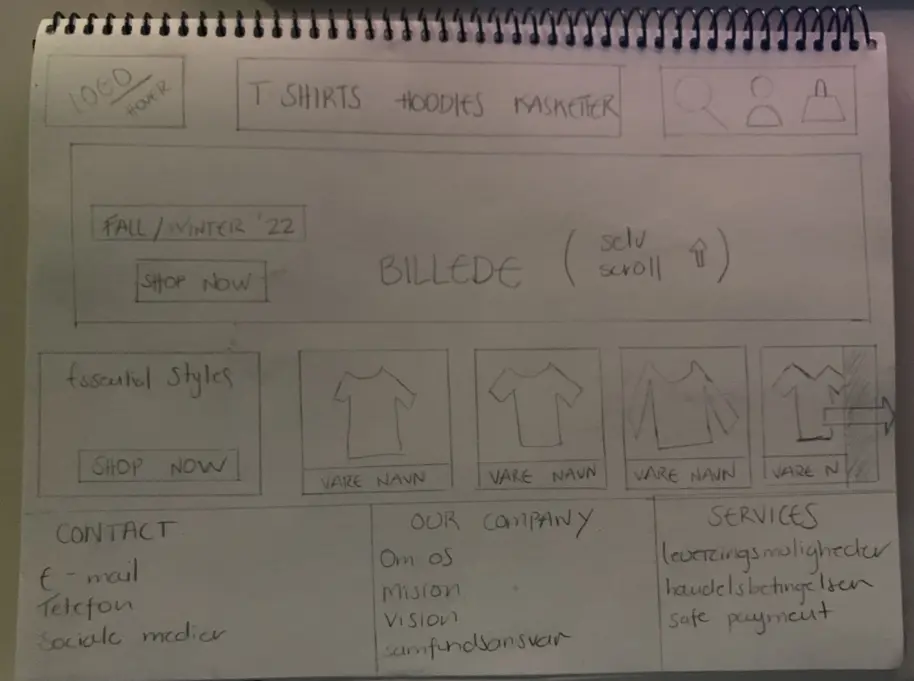 LOGO
HOVER
T SHIRTS HOODIES KASKETTER
FALL/WINTER '22
SHOP NOW
BILLEDE
(selv
scroll)
Essential Styles
SHOP NOW
VARE NAVN
VARE NAVN
VARE NAVN
VARE N
CONTACT
E-mail
Telefon
Sociale medier
OUR COMPANY
Om os
Mision
Vision
samfundsansvar
SERVICES
leveringsmuligheder
handelsbetingelser
safe payment